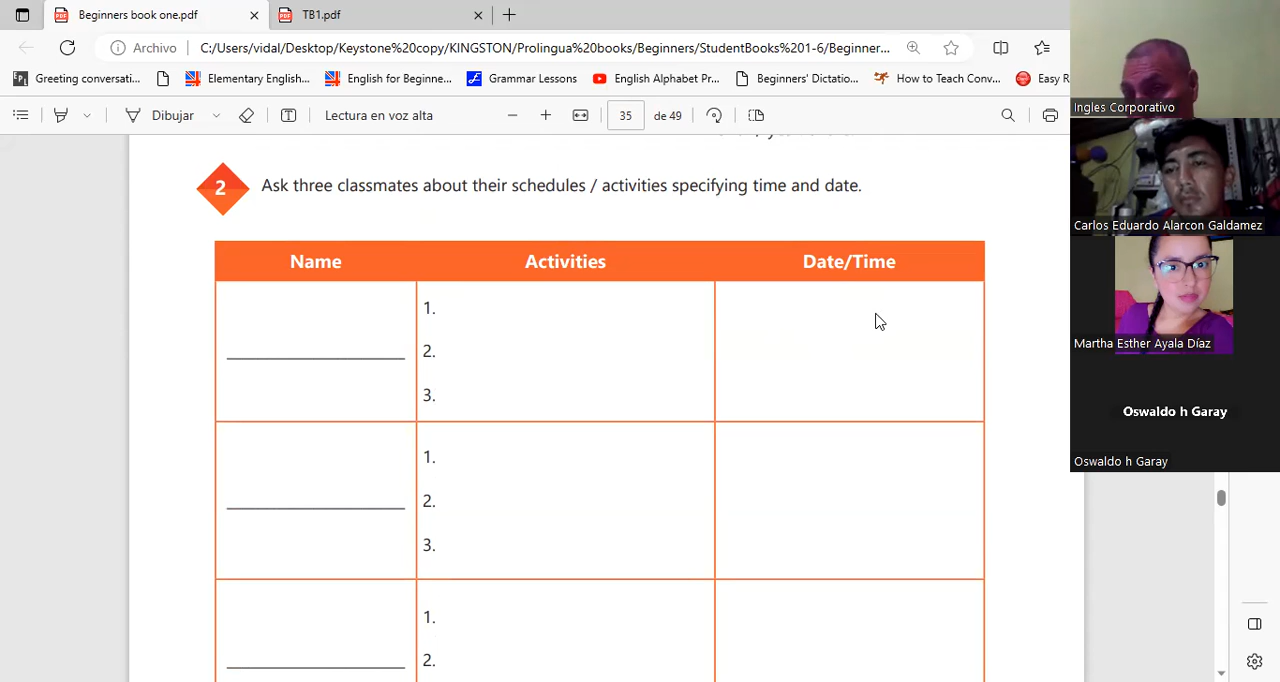 Beginners book one.pdf
TB1.pdf
Archivo
C:/Users/vidal/Desktop/Keystone%20copy/KINGSTON/Prolingua%20books/Beginners/StudentBooks%201-6/Beginner...
Greeting conversati...
Elementary English...
English for Beginne...
Grammar Lessons
English Alphabet Pr...
Beginners' Dictatio...
How to Teach Conv...
Easy R
Dibujar
Lectura en voz alta
35
de 49
2
Ask three classmates about their schedules / activities specifying time and date.
Name
Activities
Date/Time
1.
2.
3.
1.
2.
3.
1.
2.
Ingles Corporativo
Carlos Eduardo Alarcon Galdamez
Martha Esther Ayala Díaz
Oswaldo h Garay
Oswaldo h Garay